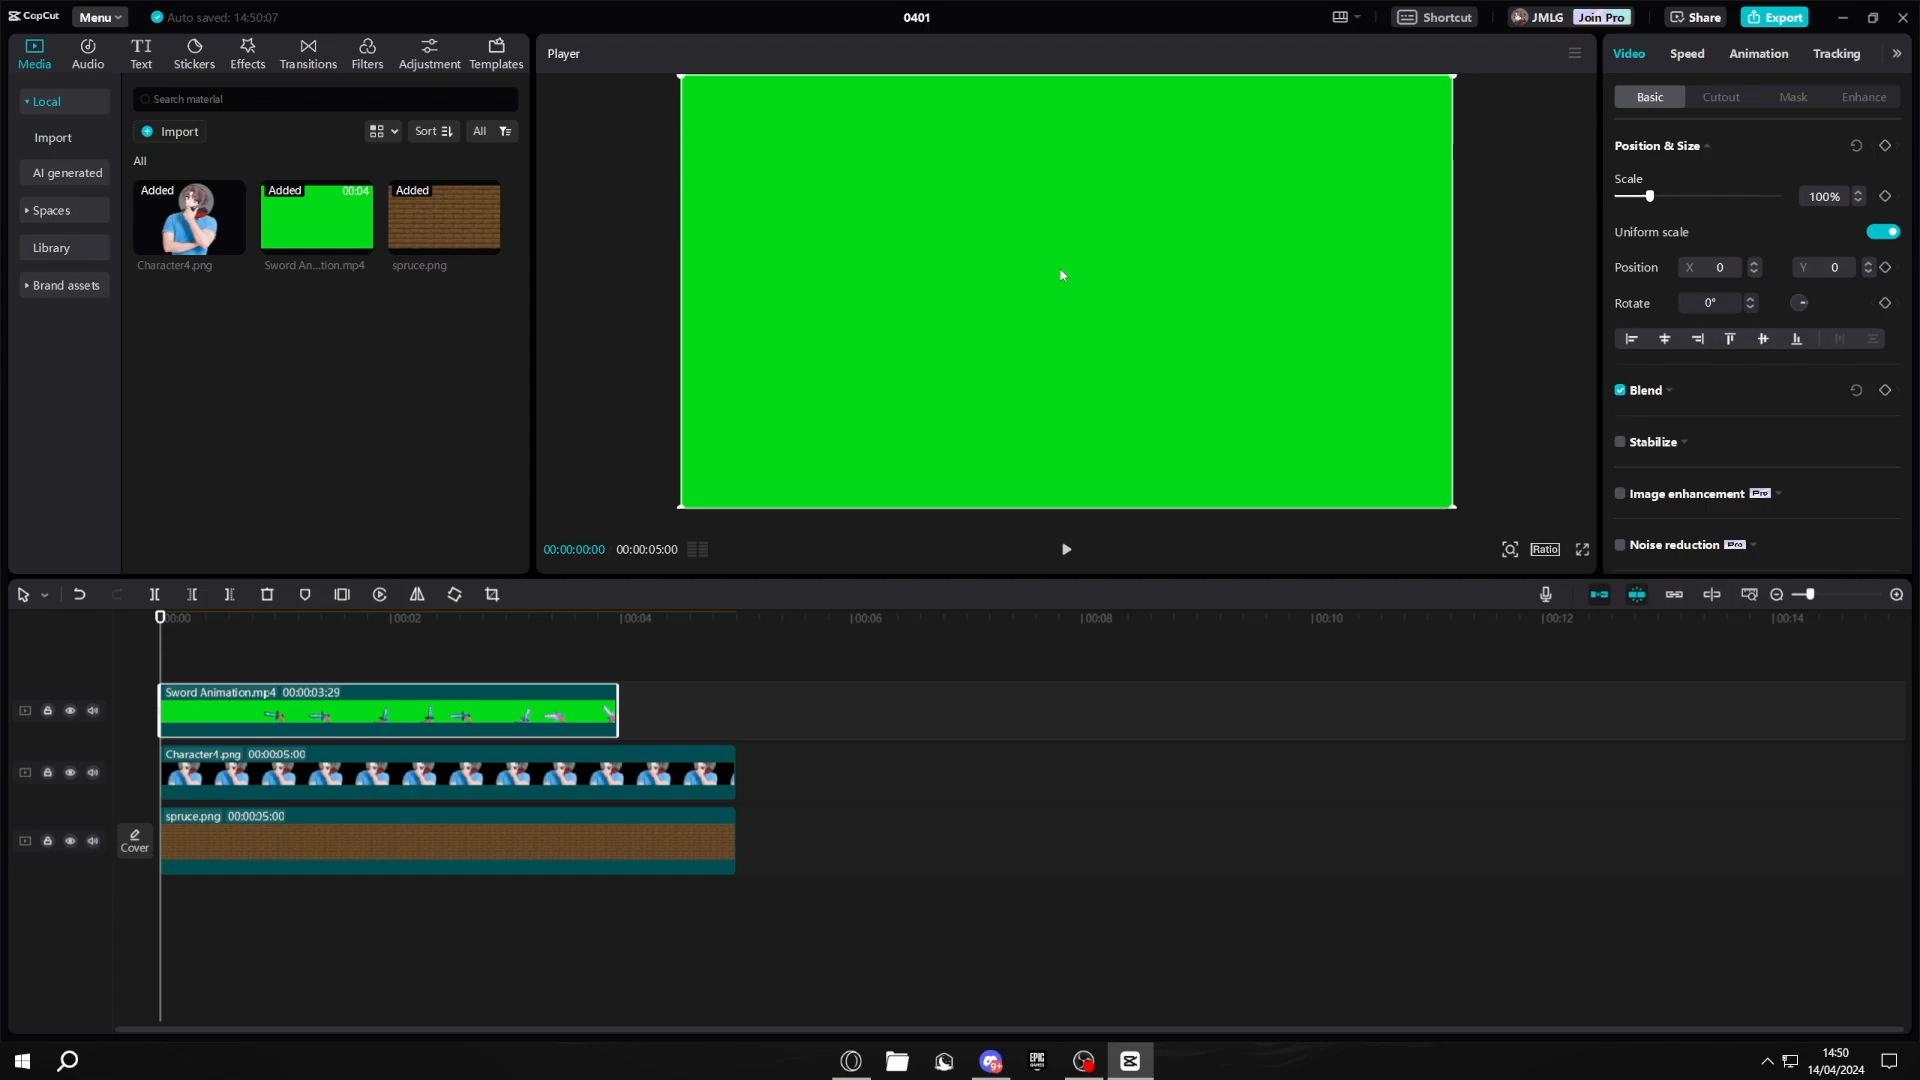 CapCut
Menu
Auto saved: 14:50:07
0401
Shortcut
JMLG
Join Pro
Share
Export
Media
Audio
TI
Text
Stickers
Effects
Transitions
Filters
Adjustment
Templates
Player
Video
Speed
Animation
Tracking
Local
Import
AI generated
Spaces
Library
Brand assets
Search material
Import
Sort
All
All
Added
Added
00:04
Added
Character4.png
Sword An...tion.mp4
spruce.png
Basic
Cutout
Mask
Enhance
Position & Size
Scale
100%
Uniform scale
Position
X
0
Y
0
Rotate
0°
Blend
Stabilize
Image enhancement
Pro
Noise reduction
Pro
00:00:00:00
00:00:05:00
Ratio
00:00
00:02
00:04
00:06
00:08
00:10
00:12
00:14
Sword Animation.mp4 00:00:03:29
Character4.png 00:00:05:00
spruce.png 00:00:05:00
Cover
9+
EPIC
GAMES
14:50
14/04/2024